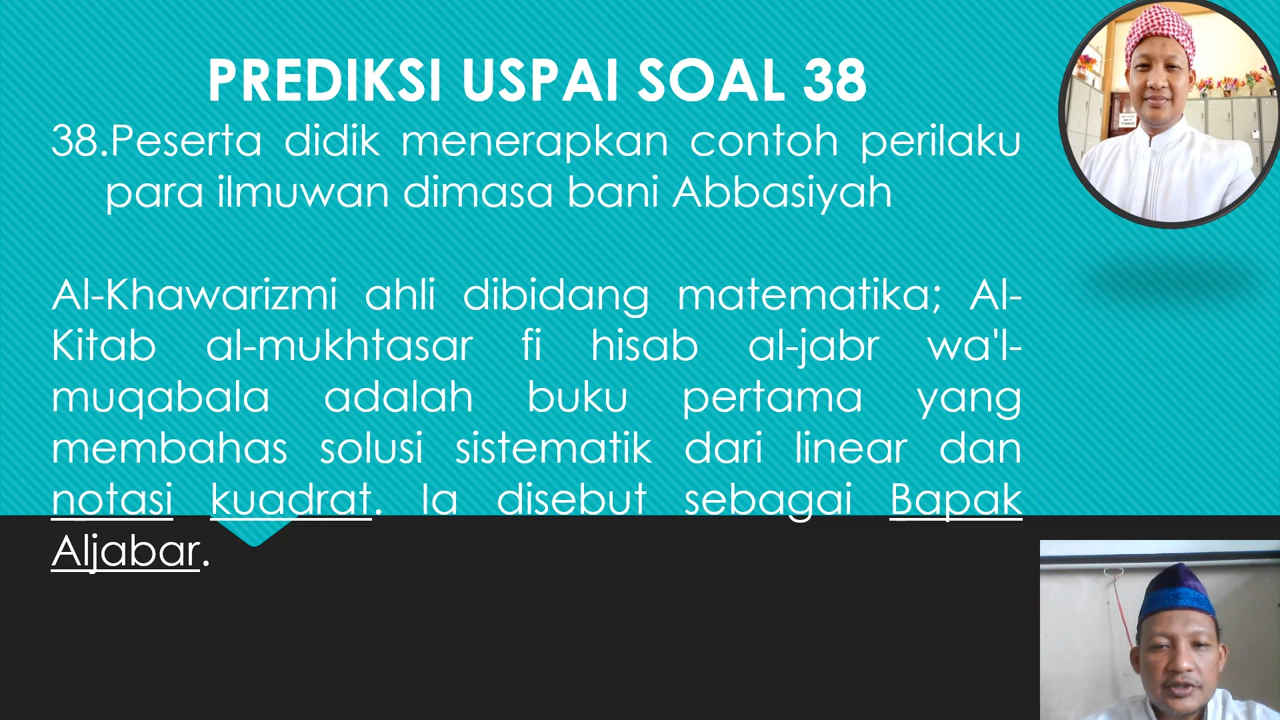 PREDIKSI USPAI SOAL 38
38.Peserta didik menerapkan contoh perilaku
para ilmuwan dimasa bani Abbasiyah
Al-Khawarizmi ahli dibidang matematika; Al-
Kitab al-mukhtasar fi hisab al-jabr wa'l-
muqabala adalah buku pertama yang
membahas solusi sistematik dari linear dan
notasi kuadrat. Ia disebut sebagai Bapak
Aljabar.